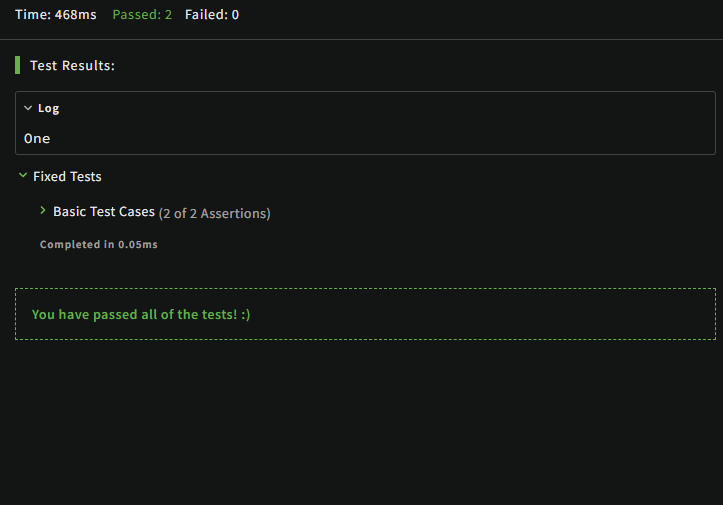 Time: 468ms Passed: 2 Failed: 0
Test Results:
Log
One
Fixed Tests
Basic Test Cases (2 of 2 Assertions)
Completed in 0.05ms
You have passed all of the tests! :)